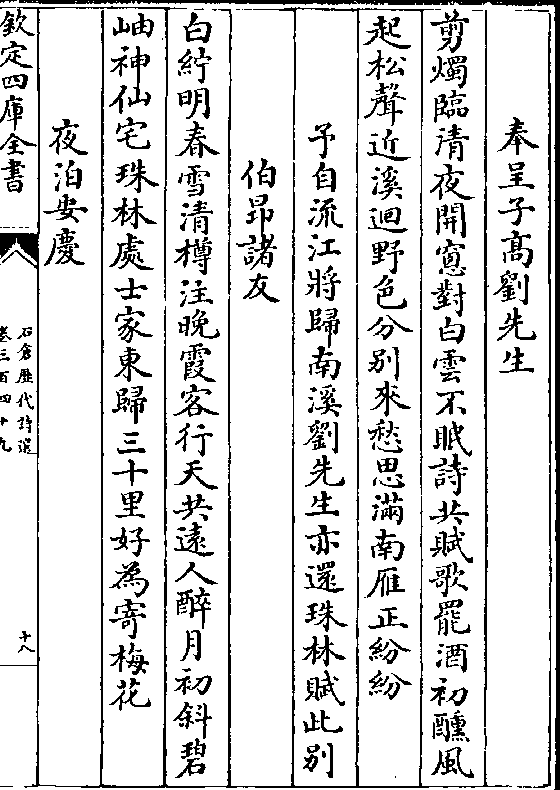 奉呈子髙劉先生
剪燭臨清夜開窻對白雲不眠詩共賦歌罷酒初醺風
起松聲近溪迴野色分别來愁思滿南雁正紛紛
予自流江將歸南溪劉先生亦還珠林賦此别
伯昂諸友
白紵明春雪清樽注晚霞客行天共遠人醉月初斜碧
岫神仙宅珠林處士家東歸三十里好為寄梅花
夜泊安慶
欽定四庫全書
石倉歴代詩選
卷三百四十九
十八